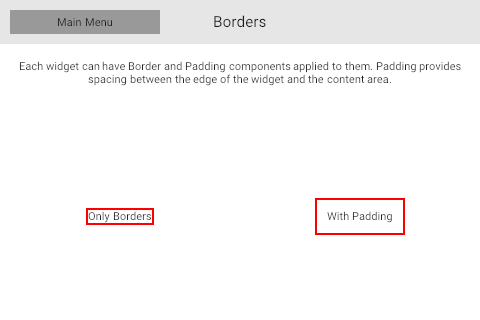 Main Menu
Borders
Each widget can have Border and Padding components applied to them. Padding provides
spacing between the edge of the widget and the content area.
Only Borders
With Padding